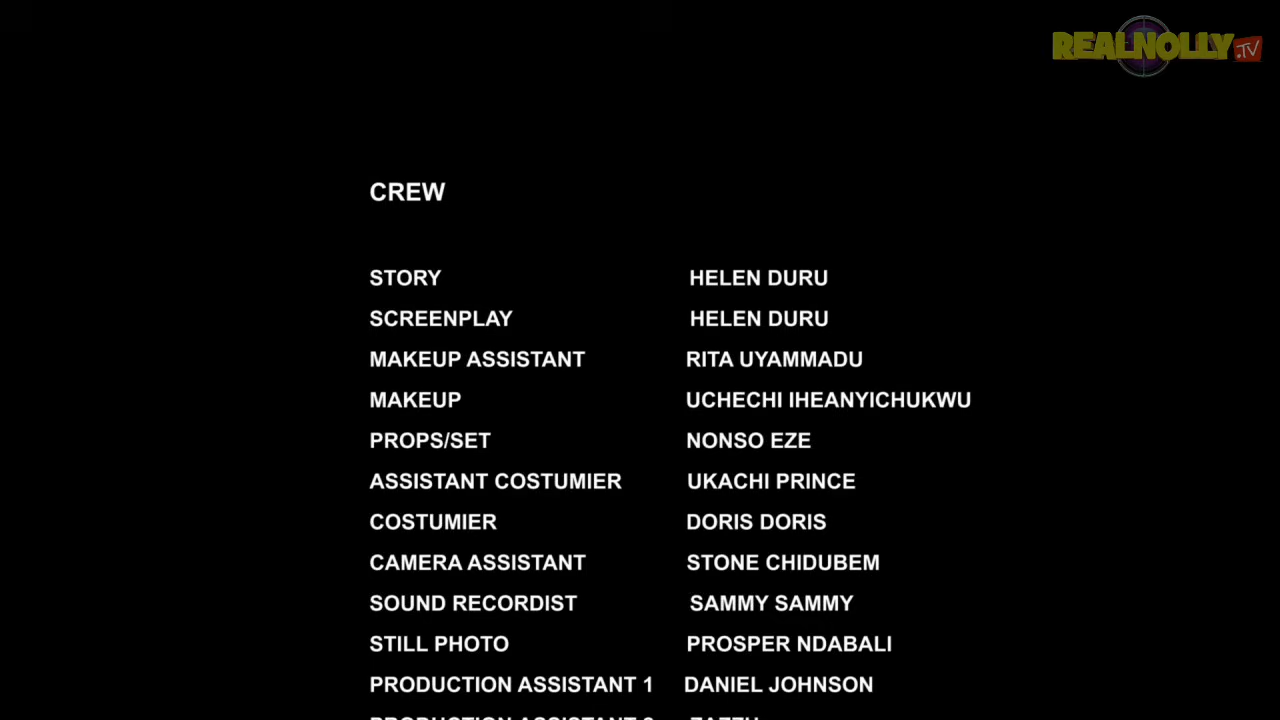 REALNOLLY.TV
CREW
STORY HELEN DURU
SCREENPLAY HELEN DURU
MAKEUP ASSISTANT RITA UYAMMADU
MAKEUP UCHECHI IHEANYICHUKWU
PROPS/SET NONSO EZE
ASSISTANT COSTUMIER UKACHI PRINCE
COSTUMIER DORIS DORIS
CAMERA ASSISTANT STONE CHIDUBEM
SOUND RECORDIST SAMMY SAMMY
STILL PHOTO PROSPER NDABALI
PRODUCTION ASSISTANT 1 DANIEL JOHNSON
PRODUCTION ASSISTANT